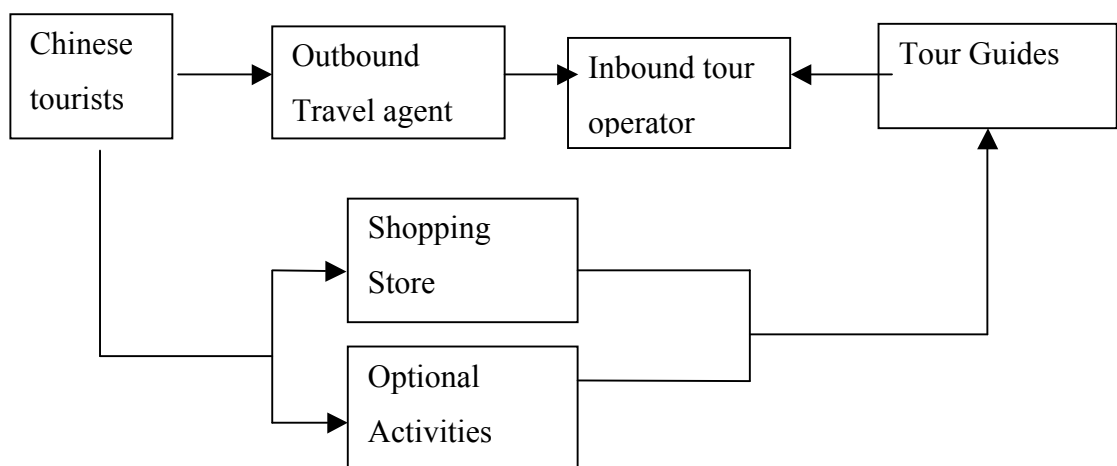 Chinese
tourists
Outbound
Travel agent
Inbound tour
operator
Tour Guides
Shopping
Store
Optional
Activities